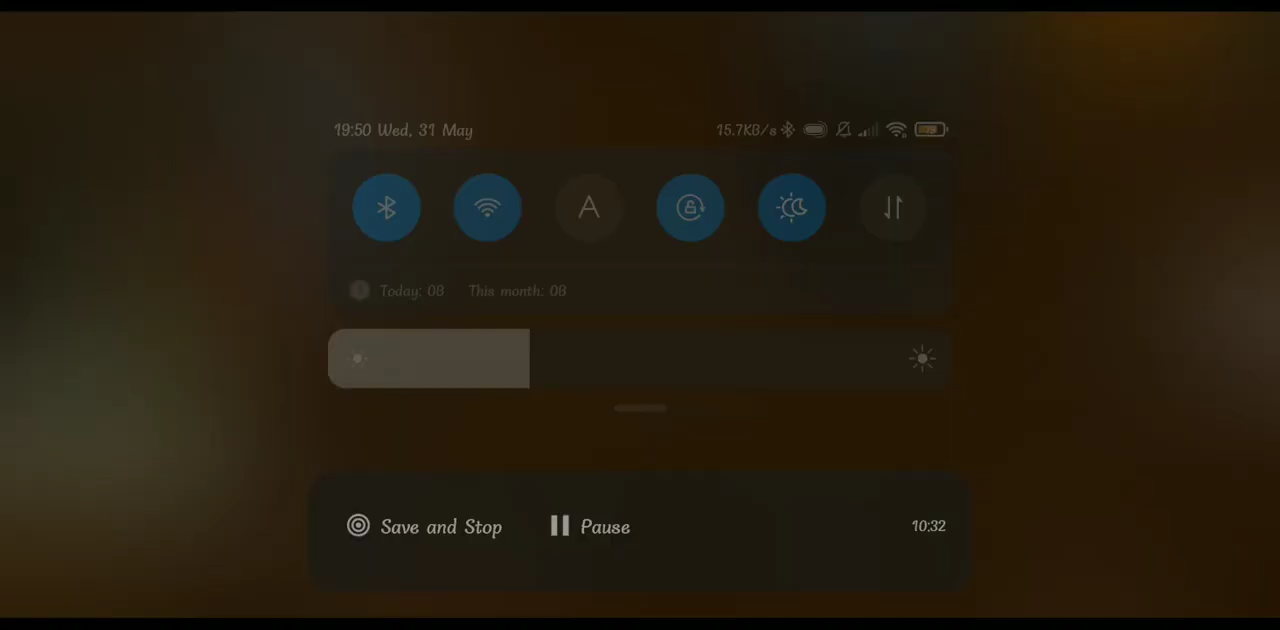 19:50 Wed, 31 May 15.7KB/s
A
Today: 0B This month: 0B
Save and Stop Pause 10:32